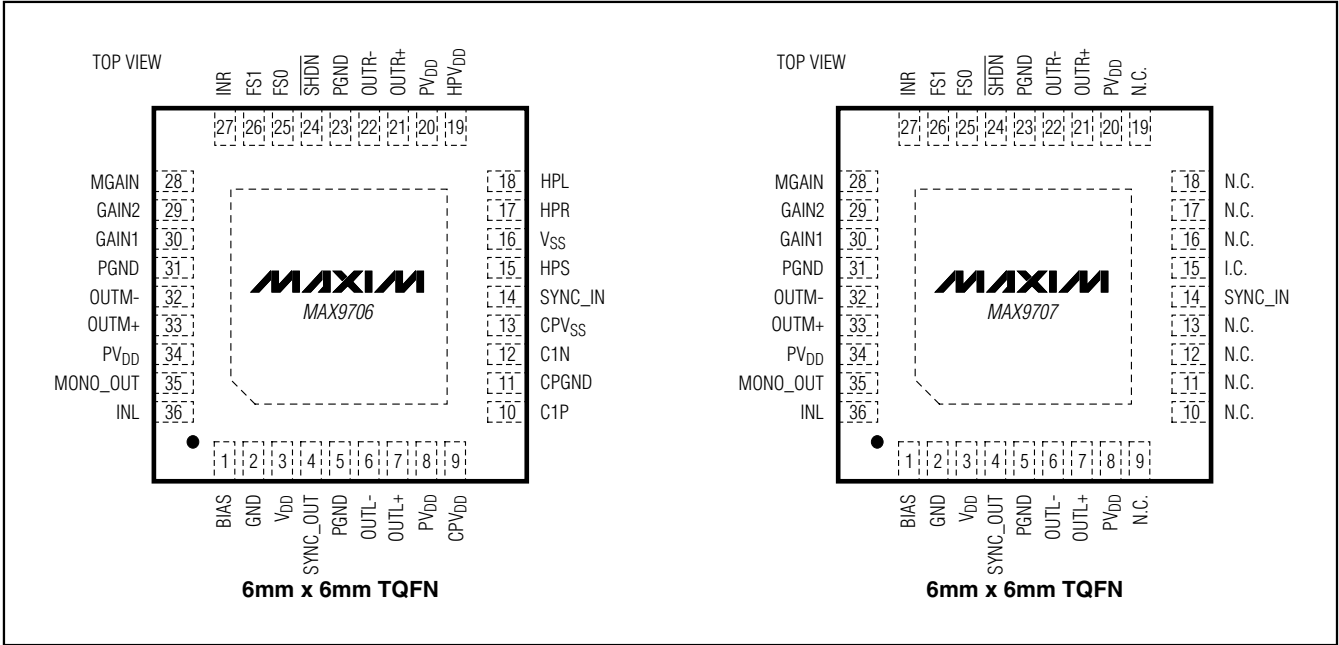 TOP VIEW
INR
FS1
FS0
SHDN
PGND
OUTR-
OUTR+
PVDD
HPVDD
27 26 25 24 23 22 21 20 19
MGAIN 28
GAIN2 29
GAIN1 30
PGND 31
OUTM- 32
OUTM+ 33
PVDD 34
MONO_OUT 35
INL 36
MAXIM
MAX9706
18 HPL
17 HPR
16 VSS
15 HPS
14 SYNC_IN
13 CPVSS
12 C1N
11 CPGND
10 C1P
1 2 3 4 5 6 7 8 9
BIAS
GND
VDD
SYNC_OUT
PGND
OUTL-
OUTL+
PVDD
CPVDD
6mm x 6mm TQFN
TOP VIEW
INR
FS1
FS0
SHDN
PGND
OUTR-
OUTR+
PVDD
N.C.
27 26 25 24 23 22 21 20 19
MGAIN 28
GAIN2 29
GAIN1 30
PGND 31
OUTM- 32
OUTM+ 33
PVDD 34
MONO_OUT 35
INL 36
MAXIM
MAX9707
18 N.C.
17 N.C.
16 N.C.
15 I.C.
14 SYNC_IN
13 N.C.
12 N.C.
11 N.C.
10 N.C.
1 2 3 4 5 6 7 8 9
BIAS
GND
VDD
SYNC_OUT
PGND
OUTL-
OUTL+
PVDD
N.C.
6mm x 6mm TQFN